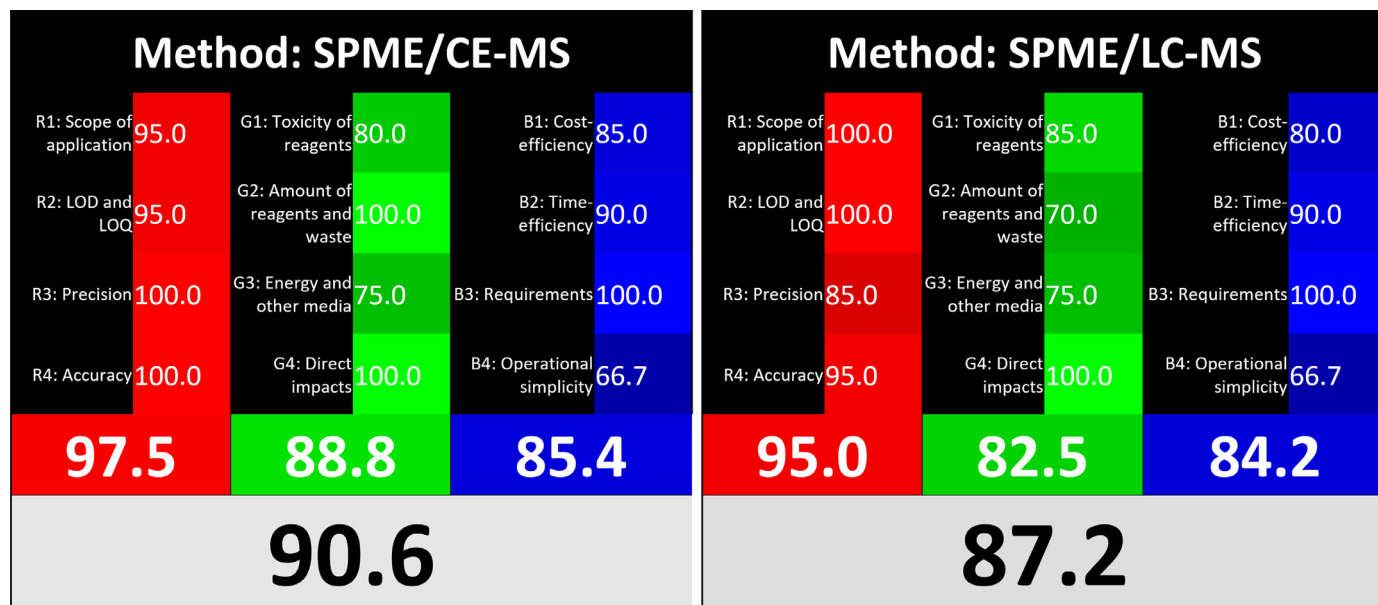 Method: SPME/CE-MS
R1: Scope of
application
95.0
G1: Toxicity of
reagents
80.0
B1: Cost-
efficiency
85.0
R2: LOD and
LOQ
95.0
G2: Amount of
reagents and
waste
100.0
B2: Time-
efficiency
90.0
R3: Precision
100.0
G3: Energy and
other media
75.0
B3: Requirements
100.0
R4: Accuracy
100.0
G4: Direct
impacts
100.0
B4: Operational
simplicity
66.7
97.5
88.8
85.4
90.6
Method: SPME/LC-MS
R1: Scope of
application
100.0
G1: Toxicity of
reagents
85.0
B1: Cost-
efficiency
80.0
R2: LOD and
LOQ
100.0
G2: Amount of
reagents and
waste
70.0
B2: Time-
efficiency
90.0
R3: Precision
85.0
G3: Energy and
other media
75.0
B3: Requirements
100.0
R4: Accuracy
95.0
G4: Direct
impacts
100.0
B4: Operational
simplicity
66.7
95.0
82.5
84.2
87.2